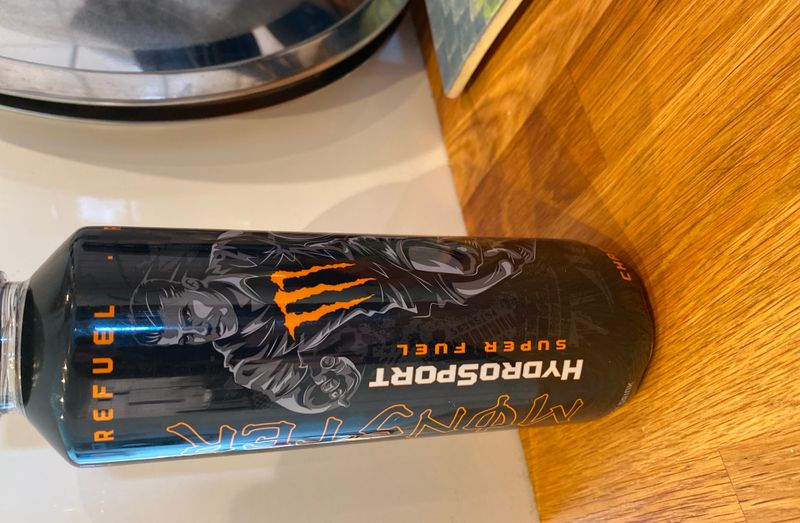 REFUEL
MONSTER
HYDROSPORT
SUPER FUEL